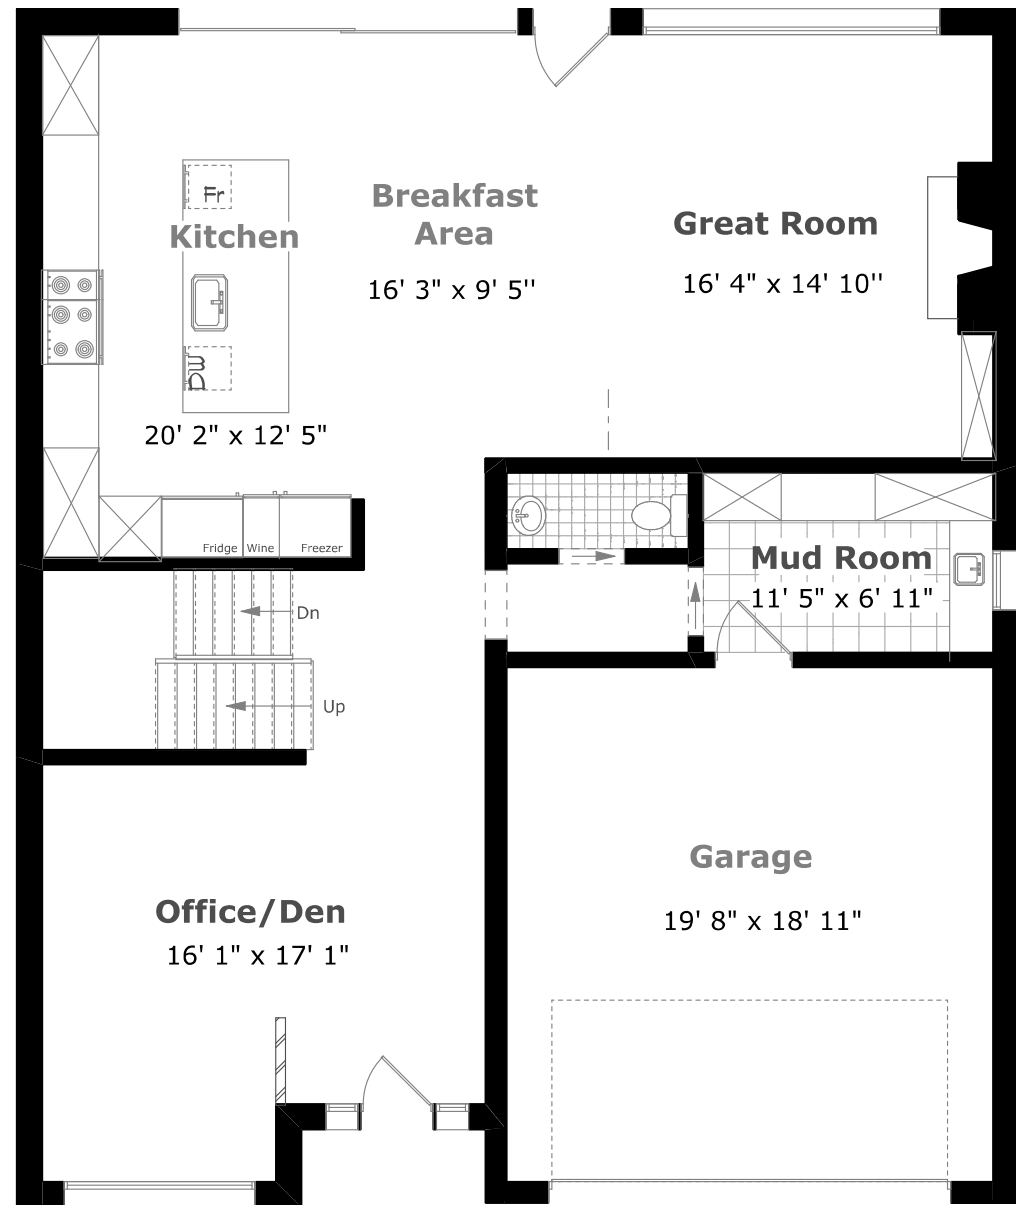 Fr
Breakfast
Area
16' 3" x 9' 5''
Kitchen
Great Room
16' 4" x 14' 10''
DW
20' 2" x 12' 5"
Fridge
Wine
Freezer
Mud Room
11' 5" x 6' 11"
Dn
Up
Garage
19' 8" x 18' 11"
Office/Den
16' 1" x 17' 1"